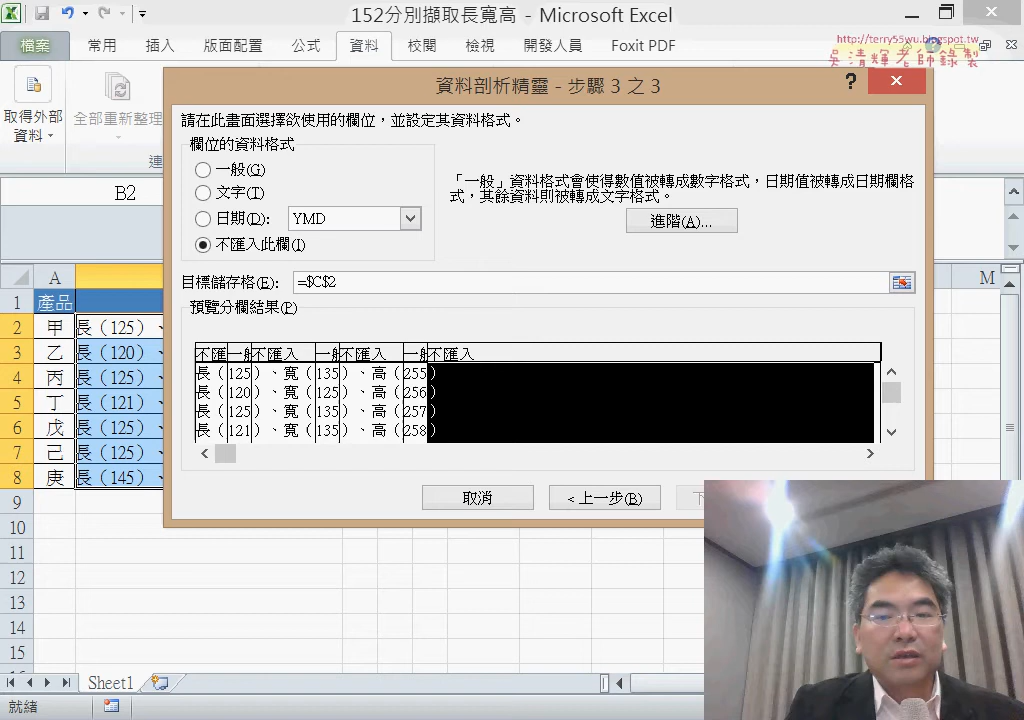 152分別擷取長寬高 - Microsoft Excel
檔案 常用 插入 版面配置 公式 資料 校閱 檢視 開發人員 Foxit PDF
http://terry55wu.blogspot.tw
吳清輝老師錄製
取得外部
資料
全部重新整理
連
資料剖析精靈 - 步驟 3 之 3
請在此畫面選擇欲使用的欄位，並設定其資料格式。
欄位的資料格式
一般(G)
文字(T)
日期(D): YMD
不匯入此欄(I)
「一般」資料格式會使得數值被轉成數字格式，日期值被轉成日期欄格
式，其餘資料則被轉成文字格式。
進階(A)...
目標儲存格(E): =$C$2
預覽分欄結果(P)
不匯 一般 不匯入 一般 不匯入 一般 不匯入
長（125）、寬（135）、高（255）
長（120）、寬（125）、高（256）
長（125）、寬（135）、高（257）
長（121）、寬（135）、高（258）
取消 < 上一步(B) 下
B2
A M
1 產品
2 甲 長（125）、
3 乙 長（120）、
4 丙 長（125）、
5 丁 長（121）、
6 戊 長（125）、
7 己 長（125）、
8 庚 長（145）、
9
10
11
12
13
14
15
Sheet1
就緒